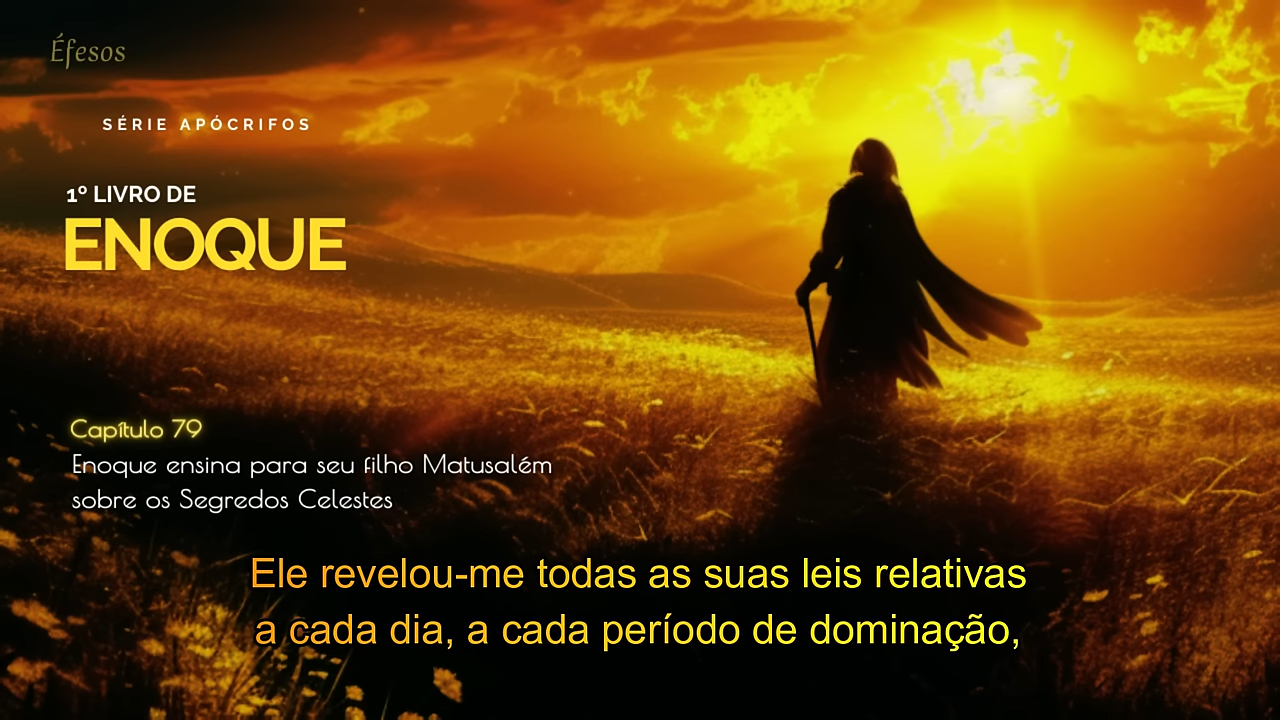 Éfesos
SÉRIE APÓCRIFOS
1º LIVRO DE
ENOQUE
Capítulo 79
Enoque ensina para seu filho Matusalém
sobre os Segredos Celestes
Ele revelou-me todas as suas leis relativas
a cada dia, a cada período de dominação,